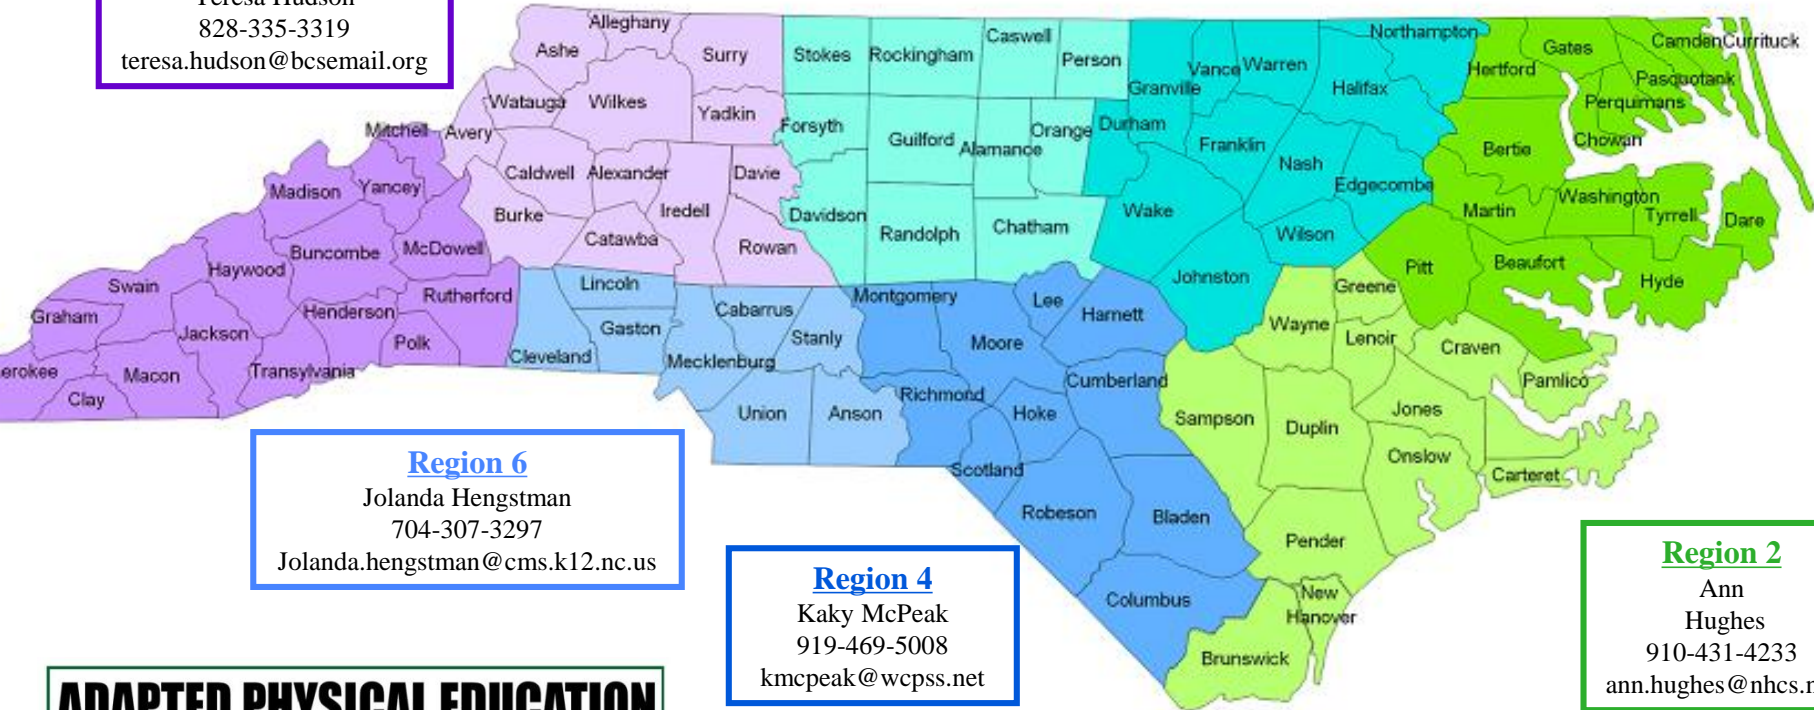 Teresa Hudson
828-335-3319
teresa.hudson@bcsemail.org
Alleghany
Ashe
Surry
Stokes
Rockingham
Caswell
Person
Granville
Vance
Warren
Northampton
Halifax
Hertford
Gates
Camden
Currituck
Pasquotank
Perquimans
Chowan
Watauga
Wilkes
Yadkin
Forsyth
Guilford
Alamance
Orange
Durham
Franklin
Nash
Edgecombe
Bertie
Martin
Washington
Tyrrell
Dare
Mitchell
Avery
Madison
Yancey
Caldwell
Alexander
Davie
Burke
Iredell
Catawba
Rowan
Davidson
Randolph
Chatham
Wake
Wilson
Johnston
Pitt
Beaufort
Hyde
Buncombe
McDowell
Haywood
Swain
Graham
Jackson
Henderson
Rutherford
Polk
erokee
Macon
Clay
Transylvania
Lincoln
Gaston
Cleveland
Cabarrus
Stanly
Mecklenburg
Union
Anson
Montgomery
Lee
Harnett
Moore
Richmond
Hoke
Cumberland
Scotland
Robeson
Bladen
Columbus
Greene
Wayne
Lenoir
Craven
Pamlico
Sampson
Duplin
Jones
Onslow
Carteret
Pender
New
Hanover
Brunswick
Region 6
Jolanda Hengstman
704-307-3297
Jolanda.hengstman@cms.k12.nc.us
Region 4
Kaky McPeak
919-469-5008
kmcpeak@wcpss.net
Region 2
Ann
Hughes
910-431-4233
ann.hughes@nhcs.n
ADAPTED PHYSICAL EDUCATION